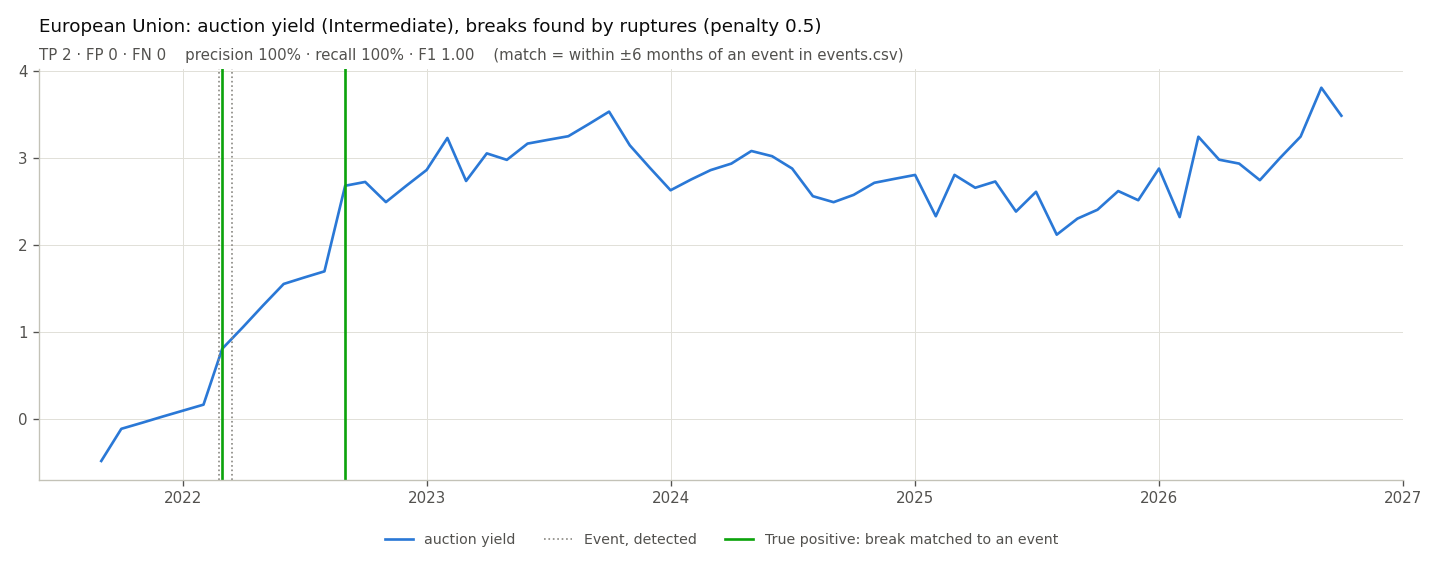 European Union: auction yield (Intermediate), breaks found by ruptures (penalty 0.5)
TP 2 · FP 0 · FN 0    precision 100% · recall 100% · F1 1.00    (match = within ±6 months of an event in events.csv)
4
3
2
1
0
2022 2023 2024 2025 2026 2027
auction yield    Event, detected    True positive: break matched to an event